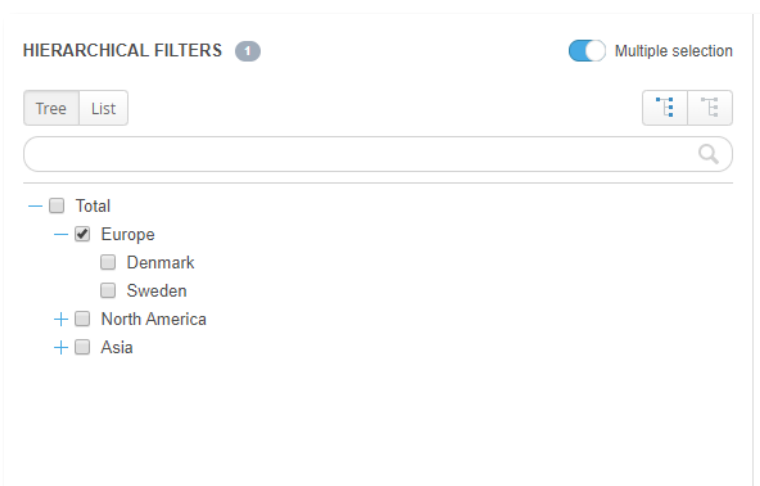 HIERARCHICAL FILTERS 1 Multiple selection
Tree List
Total
Europe
Denmark
Sweden
North America
Asia